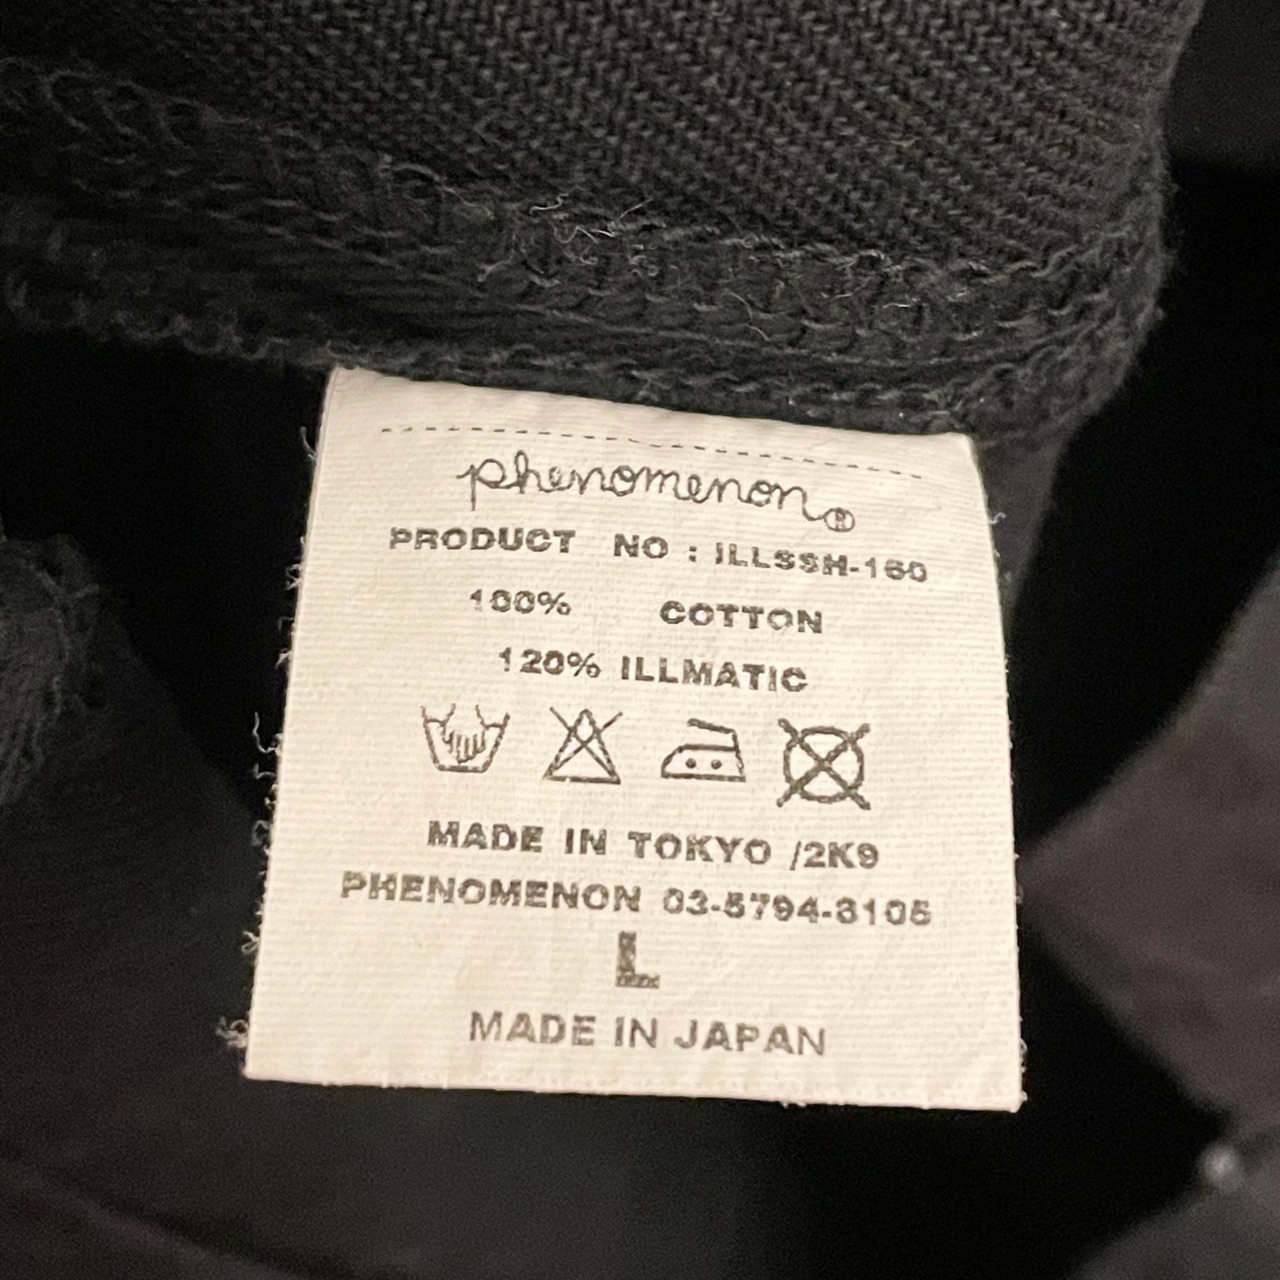 phenomenon®
PRODUCT NO : ILLSSH-160
100% COTTON
120% ILLMATIC
MADE IN TOKYO /2K9
PHENOMENON 03-5794-3105
L
MADE IN JAPAN